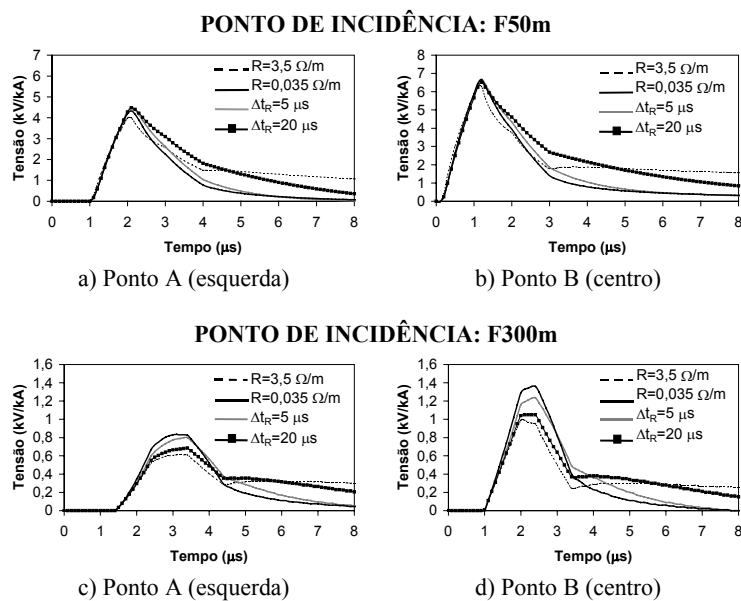 PONTO DE INCIDÊNCIA: F50m
7
6
5
4
3
2
1
0
Tensão (kV/kA)
R=3,5 Ω/m
R=0,035 Ω/m
ΔtR=5 μs
ΔtR=20 μs
0 1 2 3 4 5 6 7 8
Tempo (μs)
a) Ponto A (esquerda)
8
7
6
5
4
3
2
1
0
Tensão (kV/kA)
R=3,5 Ω/m
R=0,035 Ω/m
ΔtR=5 μs
ΔtR=20 μs
0 1 2 3 4 5 6 7 8
Tempo (μs)
b) Ponto B (centro)
PONTO DE INCIDÊNCIA: F300m
1,6
1,4
1,2
1
0,8
0,6
0,4
0,2
0
Tensão (kV/kA)
R=3,5 Ω/m
R=0,035 Ω/m
ΔtR=5 μs
ΔtR=20 μs
0 1 2 3 4 5 6 7 8
Tempo (μs)
c) Ponto A (esquerda)
1,6
1,4
1,2
1
0,8
0,6
0,4
0,2
0
Tensão (kV/kA)
R=3,5 Ω/m
R=0,035 Ω/m
ΔtR=5 μs
ΔtR=20 μs
0 1 2 3 4 5 6 7 8
Tempo (μs)
d) Ponto B (centro)